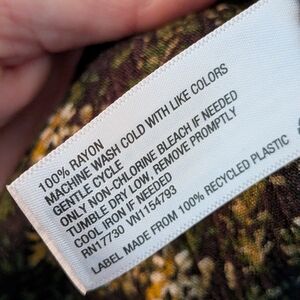 100% RAYON
MACHINE WASH COLD WITH LIKE COLORS
GENTLE CYCLE
ONLY NON-CHLORINE BLEACH IF NEEDED
TUMBLE DRY LOW, REMOVE PROMPTLY
COOL IRON IF NEEDED
RN17730 VN1154793
LABEL MADE FROM 100% RECYCLED PLASTIC